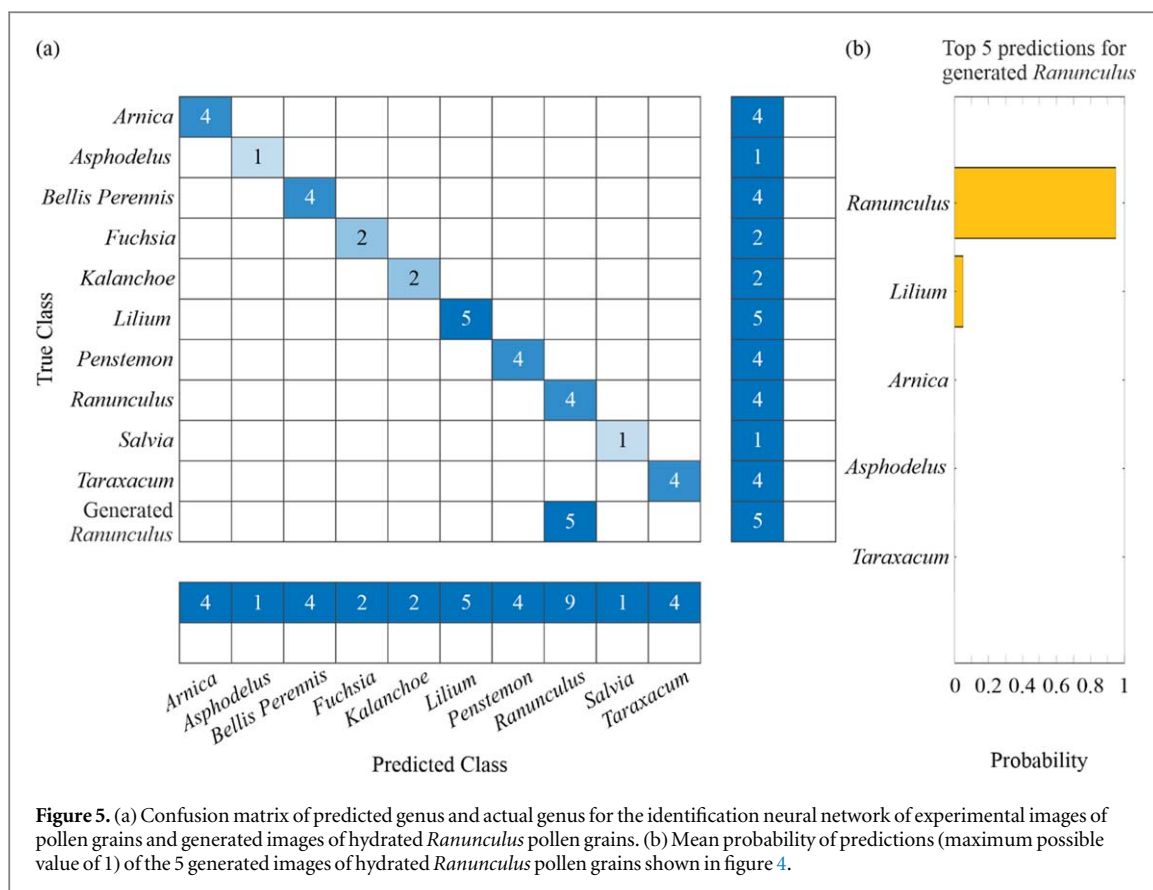 (a)
Arnica 4 4
Asphodelus 1 1
Bellis Perennis 4 4
Fuchsia 2 2
Kalanchoe 2 2
Lilium 5 5
Penstemon 4 4
Ranunculus 4 4
Salvia 1 1
Taraxacum 4 4
Generated
Ranunculus 5 5
True Class
4 1 4 2 2 5 4 9 1 4
Arnica
Asphodelus
Bellis Perennis
Fuchsia
Kalanchoe
Lilium
Penstemon
Ranunculus
Salvia
Taraxacum
Predicted Class
(b)
Top 5 predictions for
generated Ranunculus
Ranunculus
Lilium
Arnica
Asphodelus
Taraxacum
0 0.2 0.4 0.6 0.8 1
Probability
Figure 5. (a) Confusion matrix of predicted genus and actual genus for the identification neural network of experimental images of
pollen grains and generated images of hydrated Ranunculus pollen grains. (b) Mean probability of predictions (maximum possible
value of 1) of the 5 generated images of hydrated Ranunculus pollen grains shown in figure 4.